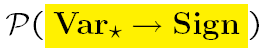 𝒫( Var⋆ → Sign )